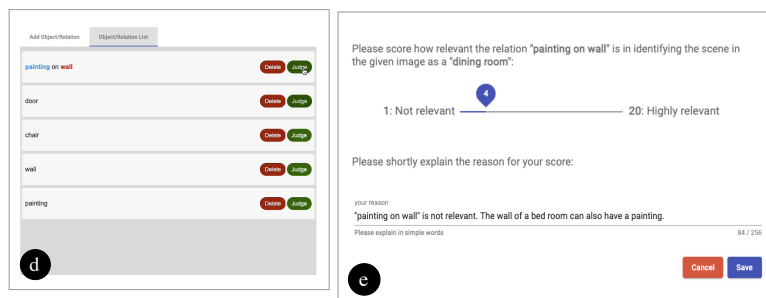 Add Object/Relation Object/Relation List
painting on wall Delete Judge
door Delete Judge
chair Delete Judge
wall Delete Judge
painting Delete Judge
d
Please score how relevant the relation "painting on wall" is in identifying the scene in
the given image as a "dining room":
4
1: Not relevant 20: Highly relevant
Please shortly explain the reason for your score:
your reason
"painting on wall" is not relevant. The wall of a bed room can also have a painting.
Please explain in simple words 84 / 256
Cancel Save
e